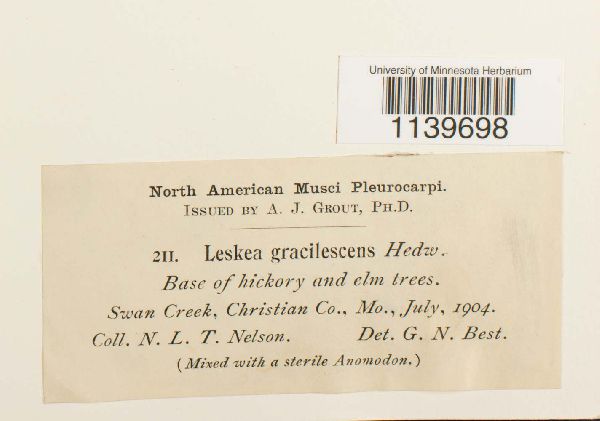 University of Minnesota Herbarium
1139698
North American Musci Pleurocarpi.
Issued by A. J. Grout, Ph.D.
211. Leskea gracilescens Hedw.
Base of hickory and elm trees.
Swan Creek, Christian Co., Mo., July, 1904.
Coll. N. L. T. Nelson. Det. G. N. Best.
(Mixed with a sterile Anomodon.)